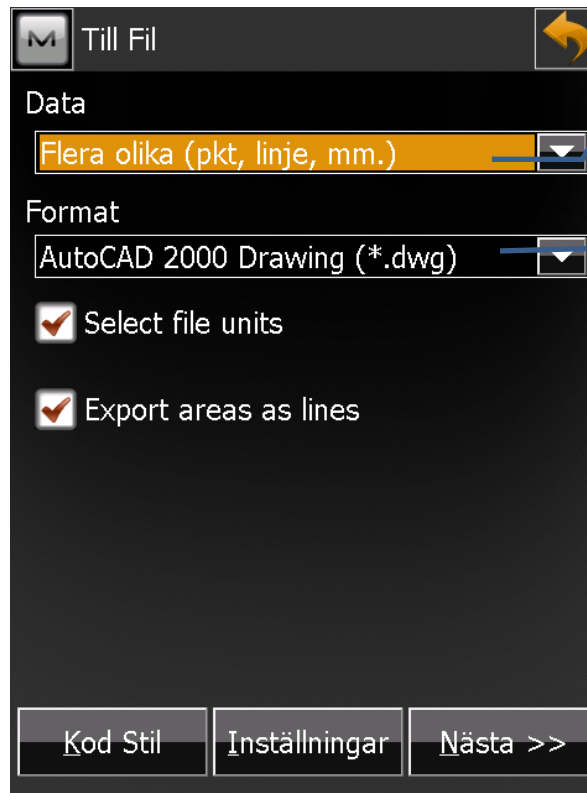 Till Fil
Data
Flera olika (pkt, linje, mm.)
Format
AutoCAD 2000 Drawing (*.dwg)
Select file units
Export areas as lines
Kod Stil
Inställningar
Nästa >>